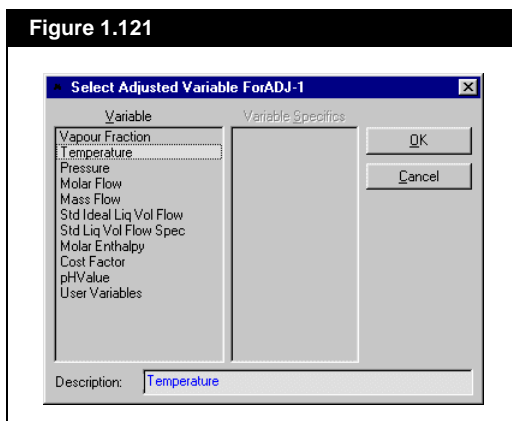 Figure 1.121
Select Adjusted Variable ForADJ-1
Variable
Variable Specifics
Vapour Fraction
Temperature
Pressure
Molar Flow
Mass Flow
Std Ideal Liq Vol Flow
Std Liq Vol Flow Spec
Molar Enthalpy
Cost Factor
pHValue
User Variables
OK
Cancel
Description: Temperature